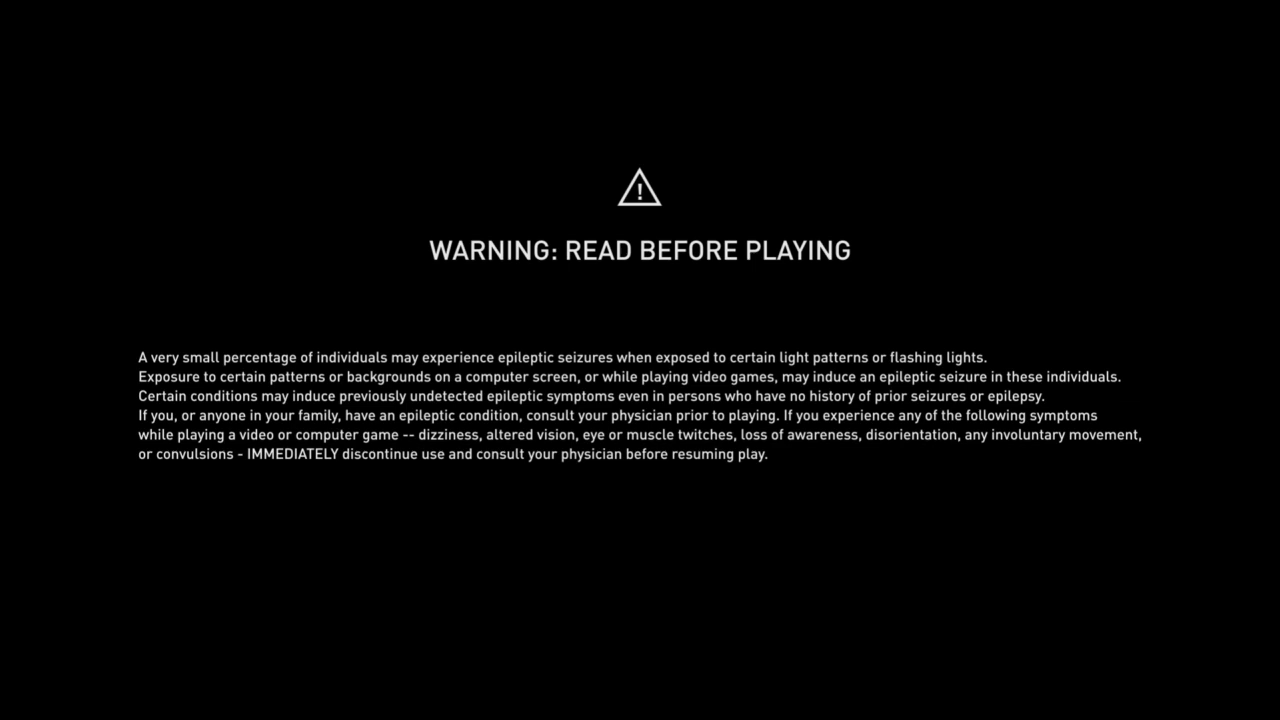 WARNING: READ BEFORE PLAYING
A very small percentage of individuals may experience epileptic seizures when exposed to certain light patterns or flashing lights.
Exposure to certain patterns or backgrounds on a computer screen, or while playing video games, may induce an epileptic seizure in these individuals.
Certain conditions may induce previously undetected epileptic symptoms even in persons who have no history of prior seizures or epilepsy.
If you, or anyone in your family, have an epileptic condition, consult your physician prior to playing. If you experience any of the following symptoms
while playing a video or computer game -- dizziness, altered vision, eye or muscle twitches, loss of awareness, disorientation, any involuntary movement,
or convulsions - IMMEDIATELY discontinue use and consult your physician before resuming play.